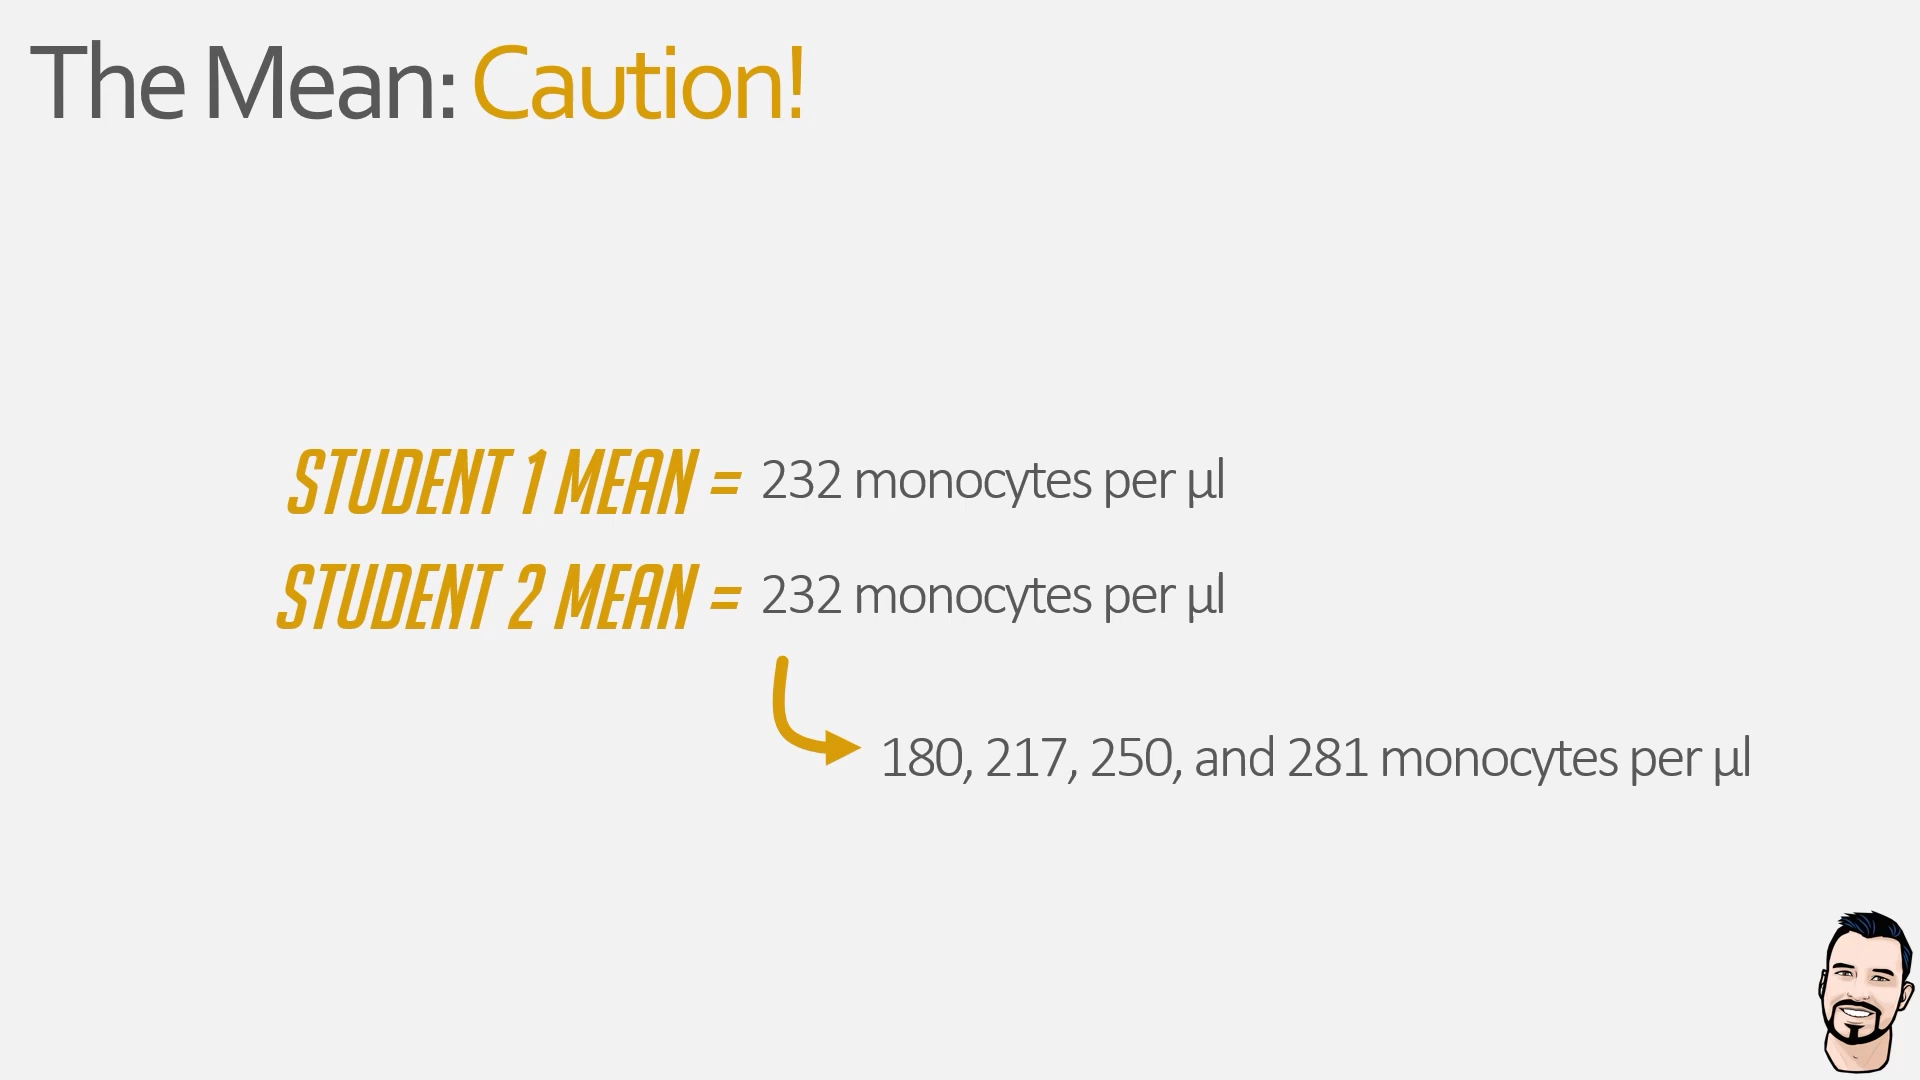 The Mean: Caution!
STUDENT 1 MEAN = 232 monocytes per µl
STUDENT 2 MEAN = 232 monocytes per µl
180, 217, 250, and 281 monocytes per µl